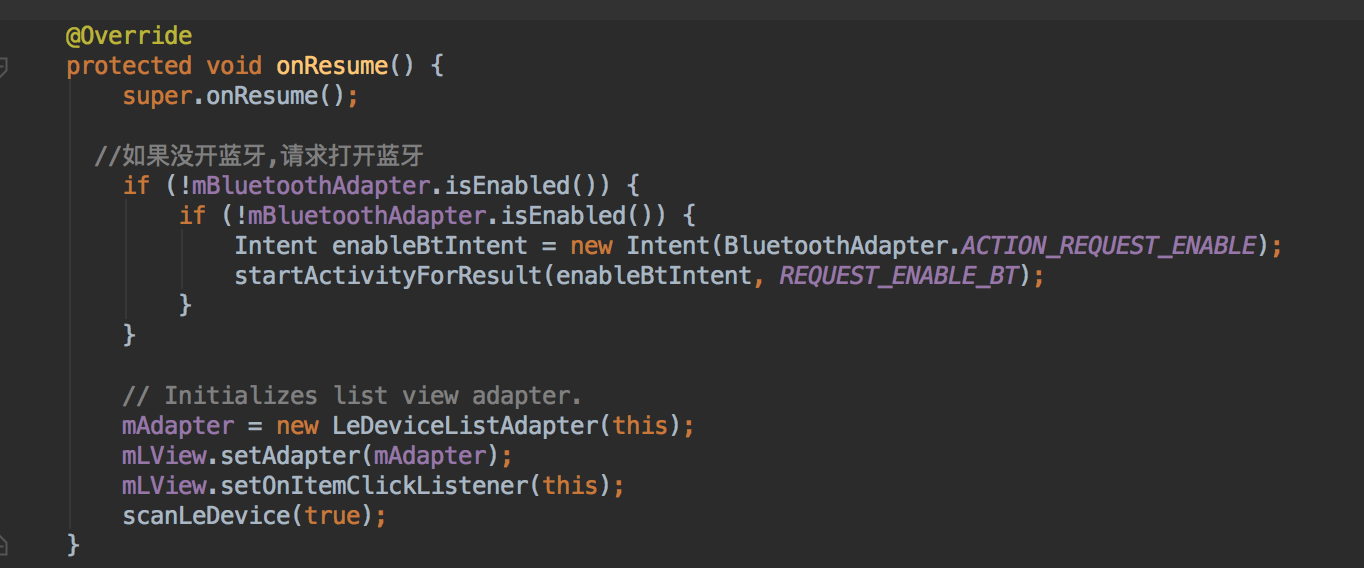 @Override
protected void onResume() {
super.onResume();
//如果没开蓝牙,请求打开蓝牙
if (!mBluetoothAdapter.isEnabled()) {
if (!mBluetoothAdapter.isEnabled()) {
Intent enableBtIntent = new Intent(BluetoothAdapter.ACTION_REQUEST_ENABLE);
startActivityForResult(enableBtIntent, REQUEST_ENABLE_BT);
}
}
// Initializes list view adapter.
mAdapter = new LeDeviceListAdapter(this);
mLView.setAdapter(mAdapter);
mLView.setOnItemClickListener(this);
scanLeDevice(true);
}